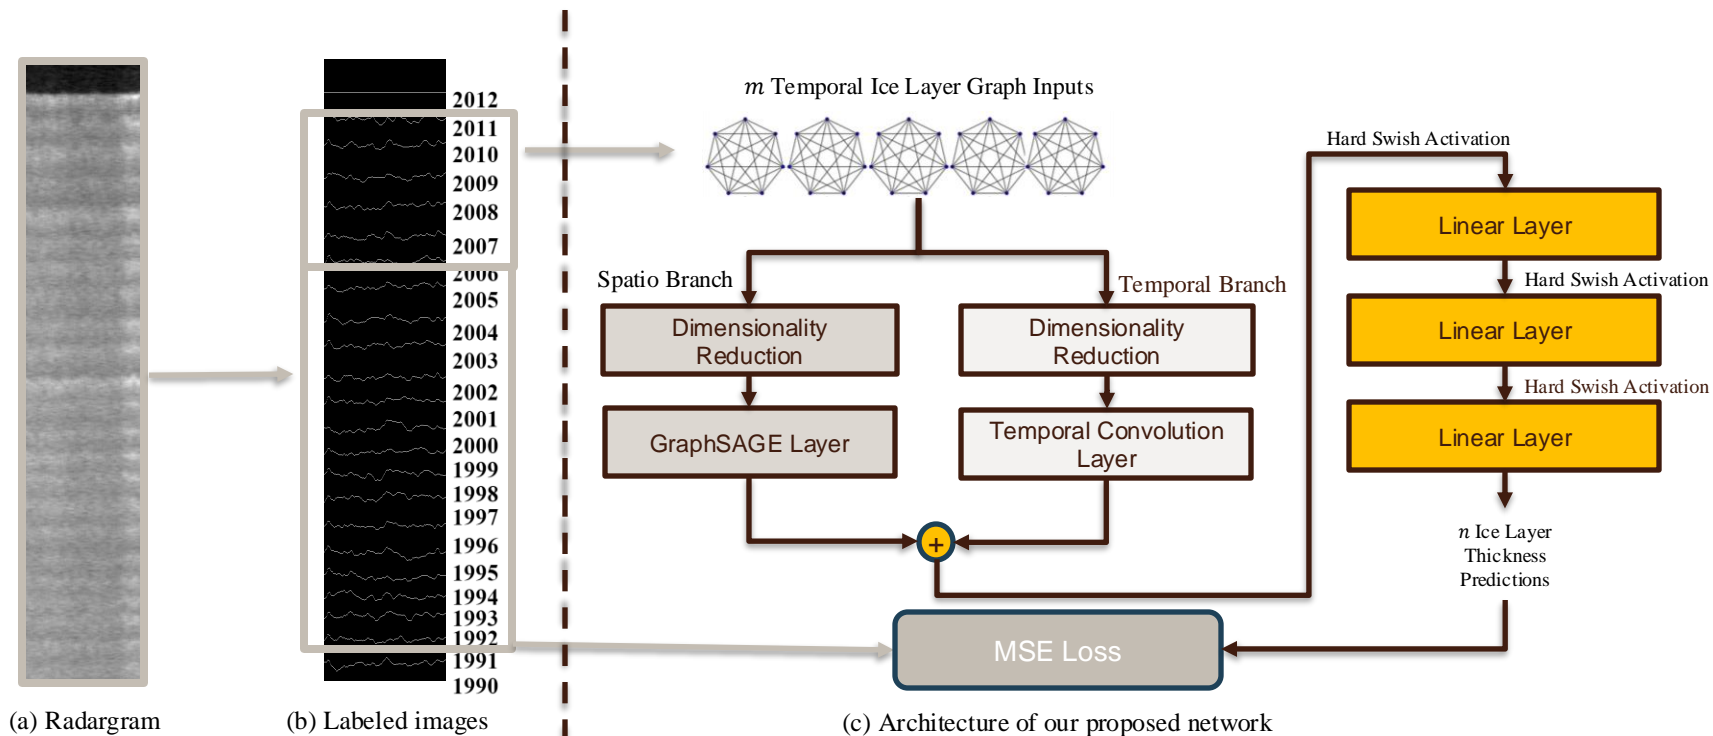 2012
2011
2010
2009
2008
2007
2006
2005
2004
2003
2002
2001
2000
1999
1998
1997
1996
1995
1994
1993
1992
1991
1990
(a) Radargram
(b) Labeled images
m Temporal Ice Layer Graph Inputs
Spatio Branch
Temporal Branch
Dimensionality
Reduction
Dimensionality
Reduction
GraphSAGE Layer
Temporal Convolution
Layer
+
Hard Swish Activation
Linear Layer
Hard Swish Activation
Linear Layer
Hard Swish Activation
Linear Layer
n Ice Layer
Thickness
Predictions
MSE Loss
(c) Architecture of our proposed network